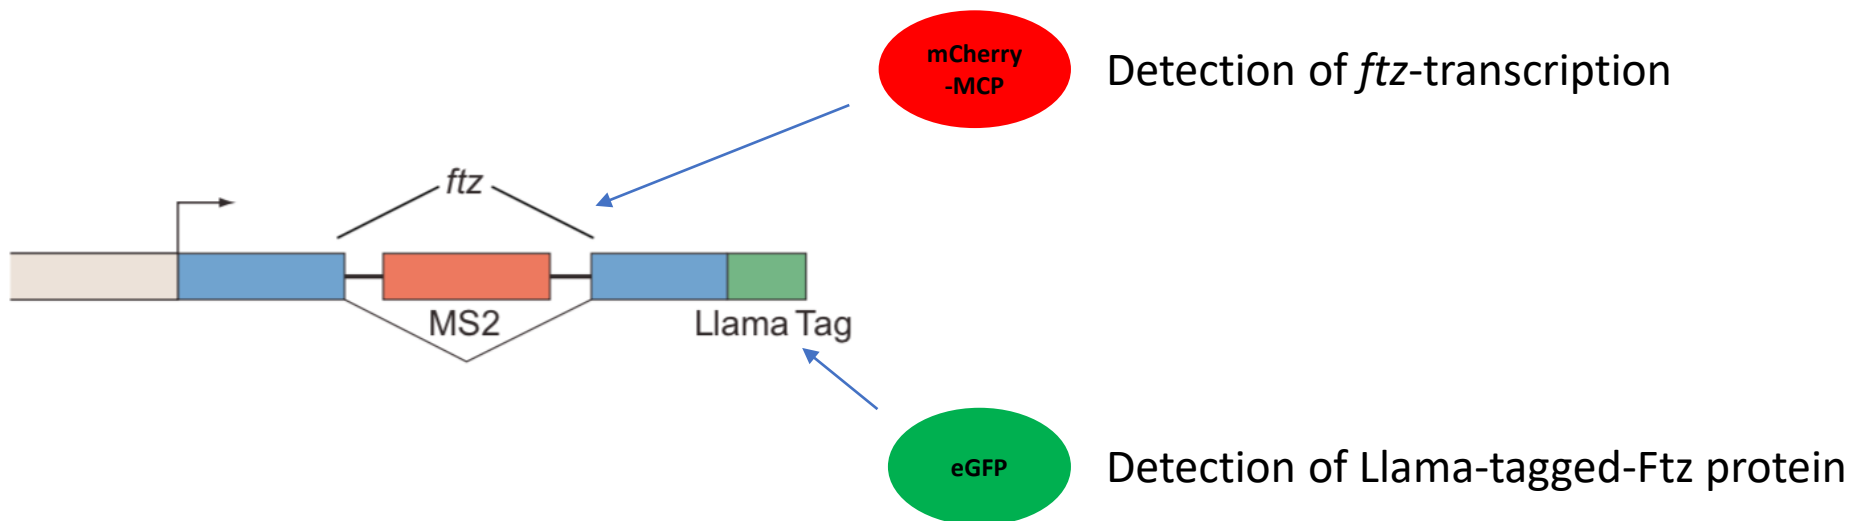 mCherry
-MCP
Detection of ftz-transcription
ftz
MS2
Llama Tag
eGFP
Detection of Llama-tagged-Ftz protein